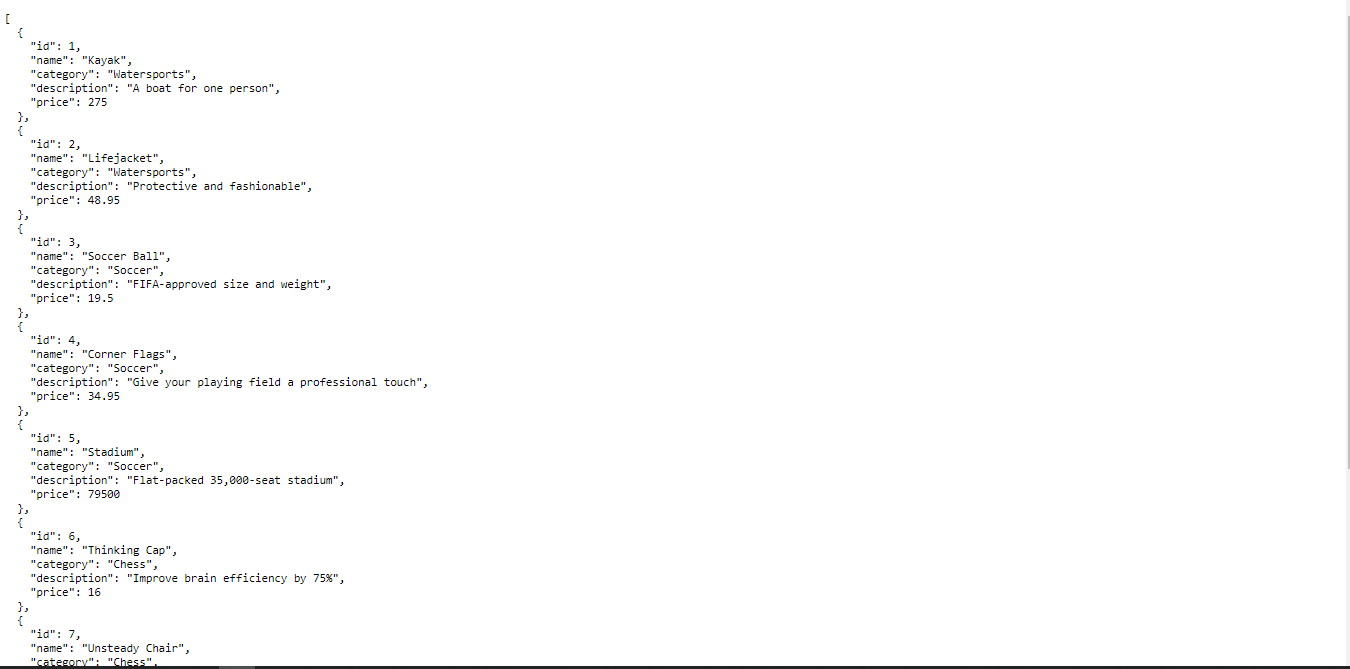 [
  {
    "id": 1,
    "name": "Kayak",
    "category": "Watersports",
    "description": "A boat for one person",
    "price": 275
  },
  {
    "id": 2,
    "name": "Lifejacket",
    "category": "Watersports",
    "description": "Protective and fashionable",
    "price": 48.95
  },
  {
    "id": 3,
    "name": "Soccer Ball",
    "category": "Soccer",
    "description": "FIFA-approved size and weight",
    "price": 19.5
  },
  {
    "id": 4,
    "name": "Corner Flags",
    "category": "Soccer",
    "description": "Give your playing field a professional touch",
    "price": 34.95
  },
  {
    "id": 5,
    "name": "Stadium",
    "category": "Soccer",
    "description": "Flat-packed 35,000-seat stadium",
    "price": 79500
  },
  {
    "id": 6,
    "name": "Thinking Cap",
    "category": "Chess",
    "description": "Improve brain efficiency by 75%",
    "price": 16
  },
  {
    "id": 7,
    "name": "Unsteady Chair",
    "category": "Chess",